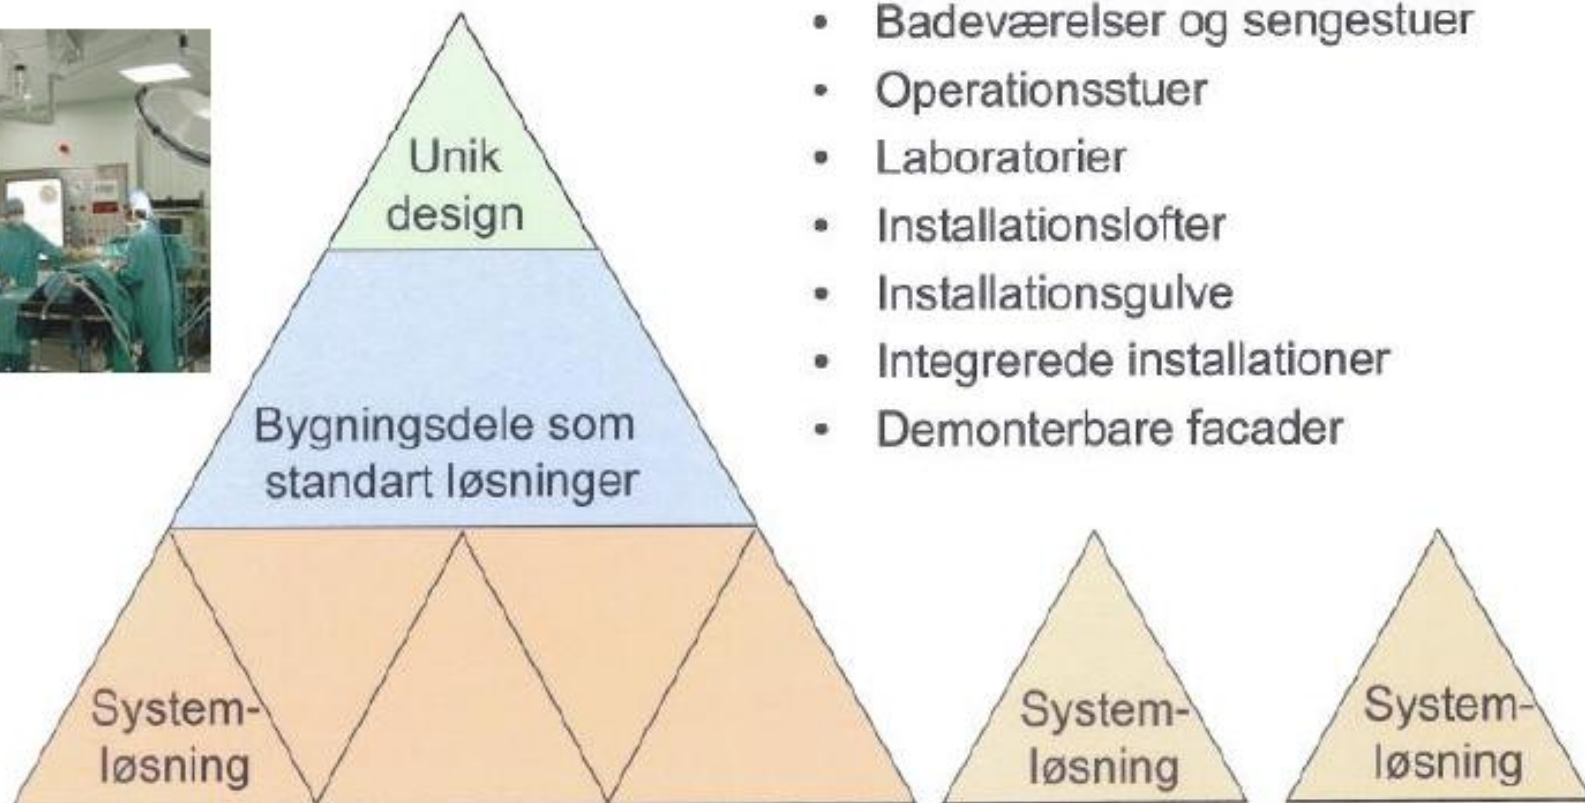 • Badeværelser og sengestuer
• Operationsstuer
• Laboratorier
• Installationslofter
• Installationsgulve
• Integrerede installationer
• Demonterbare facader
Unik
design
Bygningsdele som
standart løsninger
System-
løsning
System-
løsning
System-
løsning